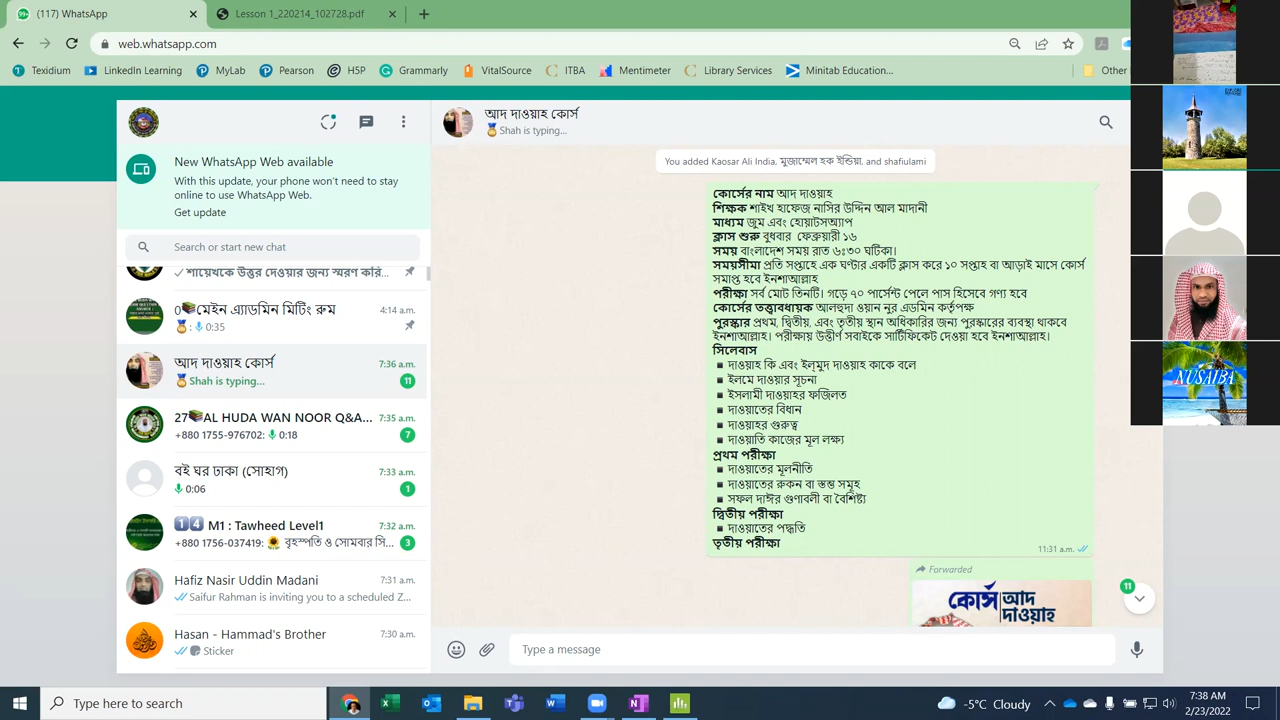 (117) WhatsApp
Lesson 1_220214_102728.pdf
web.whatsapp.com
Texidium
LinkedIn Learning
MyLab
Pearson
H5P
Grammarly
VitalSource
ITBA
Mentimeter
Library Services
Minitab Education...
Other
আদ দাওয়াহ কোর্স
Shah is typing...
New WhatsApp Web available
With this update, your phone won't need to stay
online to use WhatsApp Web.
Get update
Search or start new chat
শায়েখকে উত্তর দেওয়ার জন্য স্মরণ করি...
0 মেইন এ্যাডমিন মিটিং রুম
4:14 a.m.
: 0:35
আদ দাওয়াহ কোর্স
7:36 a.m.
Shah is typing...
11
27 AL HUDA WAN NOOR Q&A...
7:35 a.m.
+880 1755-976702: 0:18
7
বই ঘর ঢাকা (সোহাগ)
7:33 a.m.
0:06
1
14 M1 : Tawheed Level1
7:32 a.m.
+880 1756-037419: বৃহস্পতি ও সোমবার সি...
3
Hafiz Nasir Uddin Madani
7:31 a.m.
Saifur Rahman is inviting you to a scheduled Z...
Hasan - Hammad's Brother
7:30 a.m.
Sticker
You added Kaosar Ali India, মুজাম্মেল হক ইন্ডিয়া, and shafiulami
কোর্সের নাম আদ দাওয়াহ
শিক্ষক শাইখ হাফেজ নাসির উদ্দিন আল মাদানী
মাধ্যম জুম এবং হোয়াটসঅ্যাপ
ক্লাস শুরু বুধবার ফেব্রুয়ারী ১৬
সময় বাংলাদেশ সময় রাত ৬ঃ৩০ ঘটিকা।
সময়সীমা প্রতি সপ্তাহে এক ঘণ্টার একটি ক্লাস করে ১০ সপ্তাহ বা আড়াই মাসে কোর্স
সমাপ্ত হবে ইনশাআল্লাহ
পরীক্ষা সর্ব মোট তিনটি। গড়ে ৭০ পার্সেন্ট পেলে পাস হিসেবে গণ্য হবে
কোর্সের তত্ত্বাবধায়ক আলহুদা ওয়ান নুর এডমিন কর্তৃপক্ষ
পুরস্কার প্রথম, দ্বিতীয়, এবং তৃতীয় স্থান অধিকারির জন্য পুরস্কারের ব্যবস্থা থাকবে
ইনশাআল্লাহ। পরীক্ষায় উত্তীর্ণ সবাইকে সার্টিফিকেট দেওয়া হবে ইনশাআল্লাহ।
সিলেবাস
▪ দাওয়াহ কি এবং ইল্মুদ দাওয়াহ কাকে বলে
▪ ইলমে দাওয়ার সূচনা
▪ ইসলামী দাওয়াহর ফজিলত
▪ দাওয়াতের বিধান
▪ দাওয়াহর গুরুত্ব
▪ দাওয়াতি কাজের মূল লক্ষ্য
প্রথম পরীক্ষা
▪ দাওয়াতের মূলনীতি
▪ দাওয়াতের রুকন বা স্তম্ভ সমূহ
▪ সফল দাঈর গুণাবলী বা বৈশিষ্ট্য
দ্বিতীয় পরীক্ষা
▪ দাওয়াতের পদ্ধতি
তৃতীয় পরীক্ষা
11:31 a.m.
Forwarded
কোর্স আদ
দাওয়াহ
11
Type a message
NUSAIBA
Type here to search
-5°C Cloudy
7:38 AM
2/23/2022